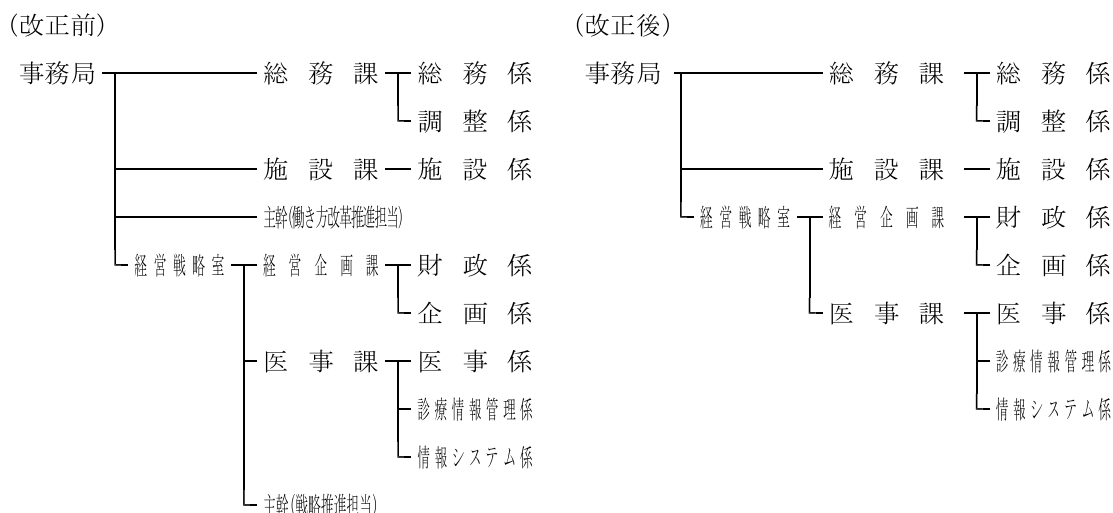 (改正前)
事務局 総務課 総務係
調整係
施設課 施設係
主幹(働き方改革推進担当)
経営戦略室 経営企画課 財政係
企画係
医事課 医事係
診療情報管理係
情報システム係
主幹(戦略推進担当)
(改正後)
事務局 総務課 総務係
調整係
施設課 施設係
経営戦略室 経営企画課 財政係
企画係
医事課 医事係
診療情報管理係
情報システム係